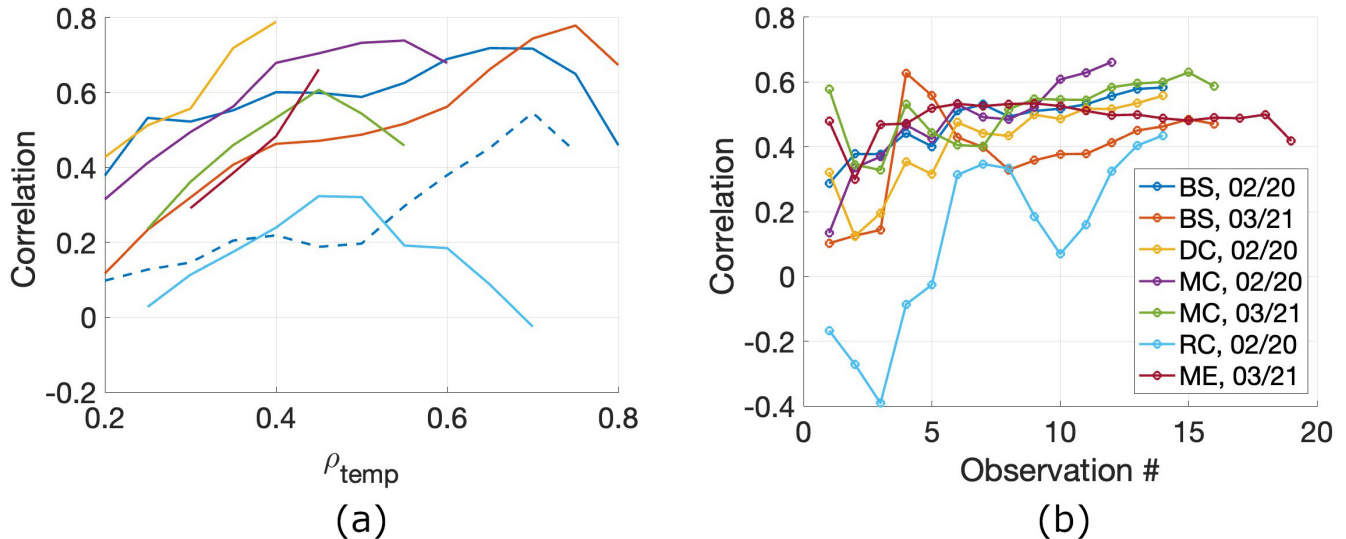 0.8
0.6
0.4
0.2
0
-0.2
0.2
0.4
0.6
0.8
Correlation
ρtemp
(a)
0.8
0.6
0.4
0.2
0
-0.2
-0.4
0
5
10
15
20
Correlation
Observation #
BS, 02/20
BS, 03/21
DC, 02/20
MC, 02/20
MC, 03/21
RC, 02/20
ME, 03/21
(b)